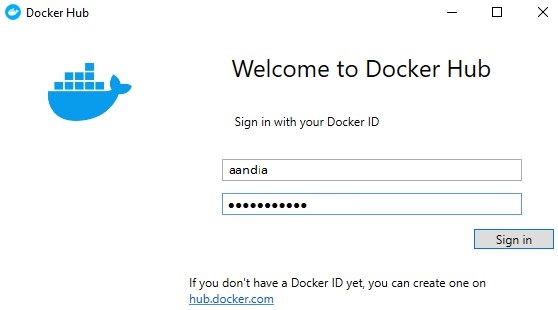 Docker Hub
Welcome to Docker Hub
Sign in with your Docker ID
aandia
●●●●●●●●●●●
Sign in
If you don't have a Docker ID yet, you can create one on
hub.docker.com